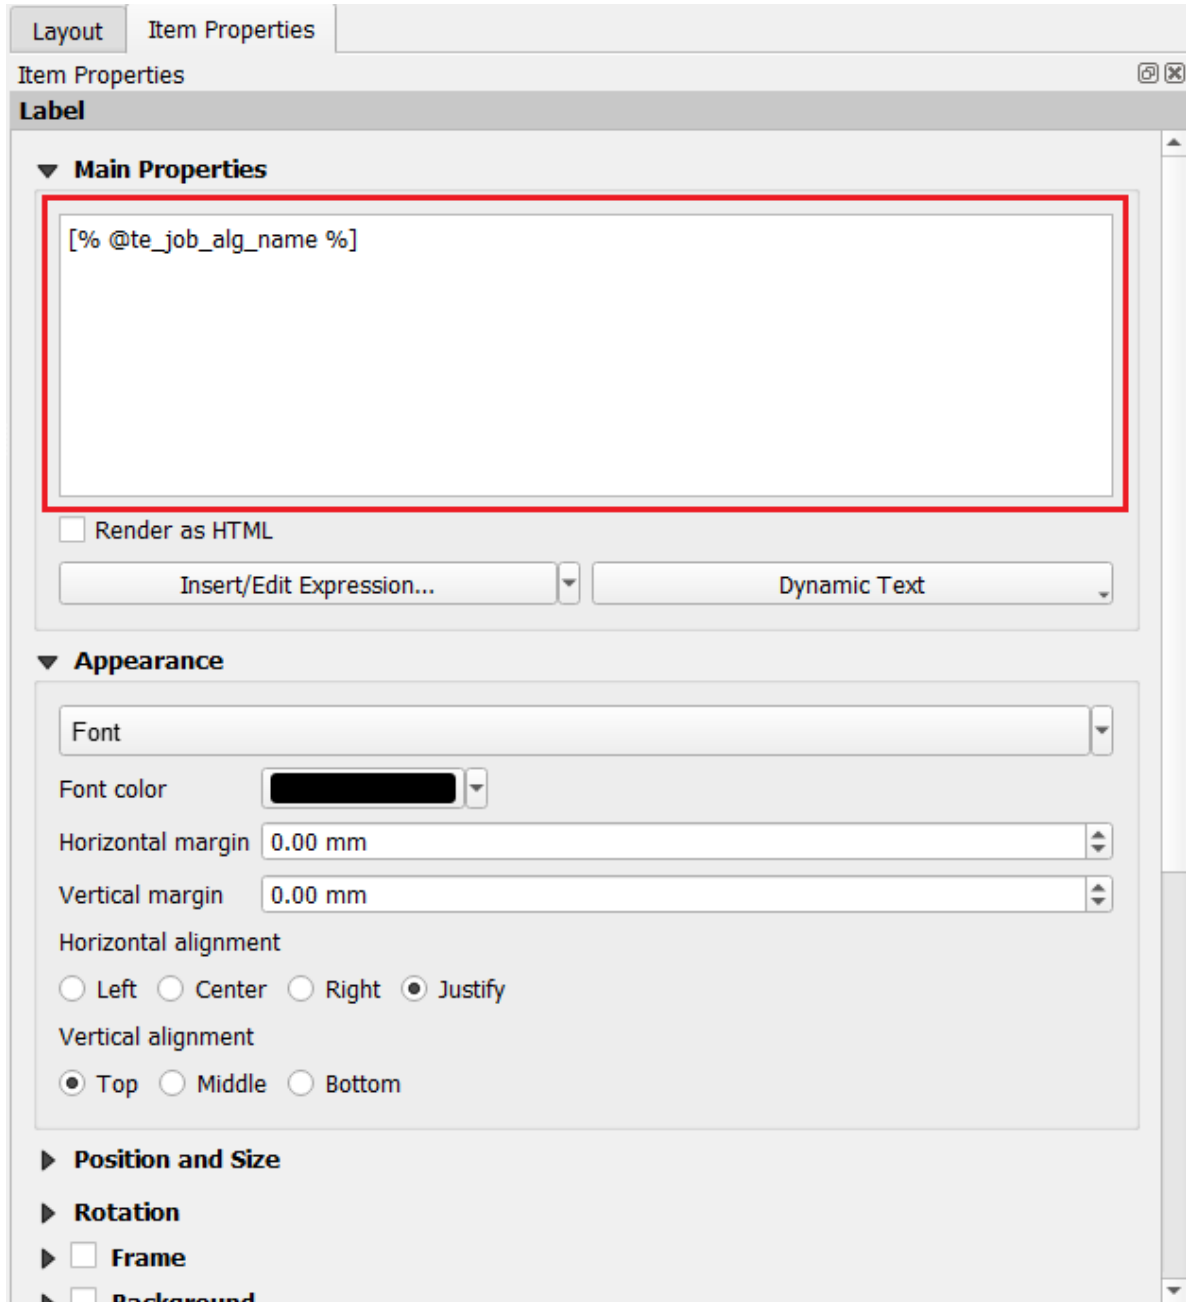 Layout
Item Properties
Item Properties
Label
Main Properties
[% @te_job_alg_name %]
Render as HTML
Insert/Edit Expression...
Dynamic Text
Appearance
Font
Font color
Horizontal margin
0.00 mm
Vertical margin
0.00 mm
Horizontal alignment
Left Center Right Justify
Vertical alignment
Top Middle Bottom
Position and Size
Rotation
Frame
Background